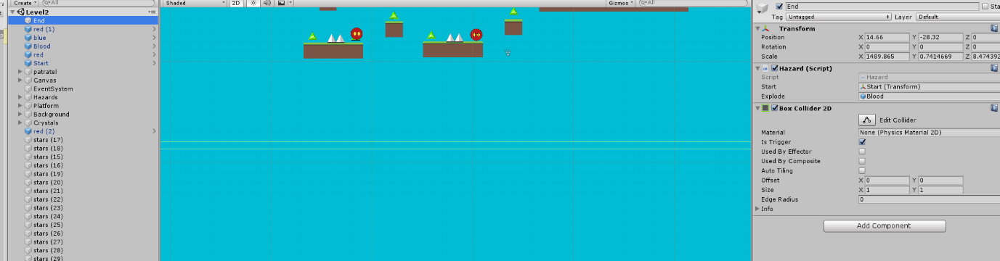 Create All
Level2
End
red (1)
blue
Blood
red
Start
patratel
Canvas
EventSystem
Hazards
Platform
Background
Crystals
red (2)
stars (17)
stars (18)
stars (15)
stars (16)
stars (19)
stars (20)
stars (21)
stars (22)
stars (23)
stars (24)
stars (25)
stars (26)
stars (27)
stars (28)
stars (29)
Shaded 2D Gizmos All
End Sta
Tag Untagged Layer Default
Transform
Position X 14.66 Y -28.32 Z 0
Rotation X 0 Y 0 Z 0
Scale X 1489.865 Y 0.7414669 Z 8.474392
Hazard (Script)
Script Hazard
Start Start (Transform)
Explode Blood
Box Collider 2D
Edit Collider
Material None (Physics Material 2D)
Is Trigger
Used By Effector
Used By Composite
Auto Tiling
Offset X 0 Y 0
Size X 1 Y 1
Edge Radius 0
Info
Add Component